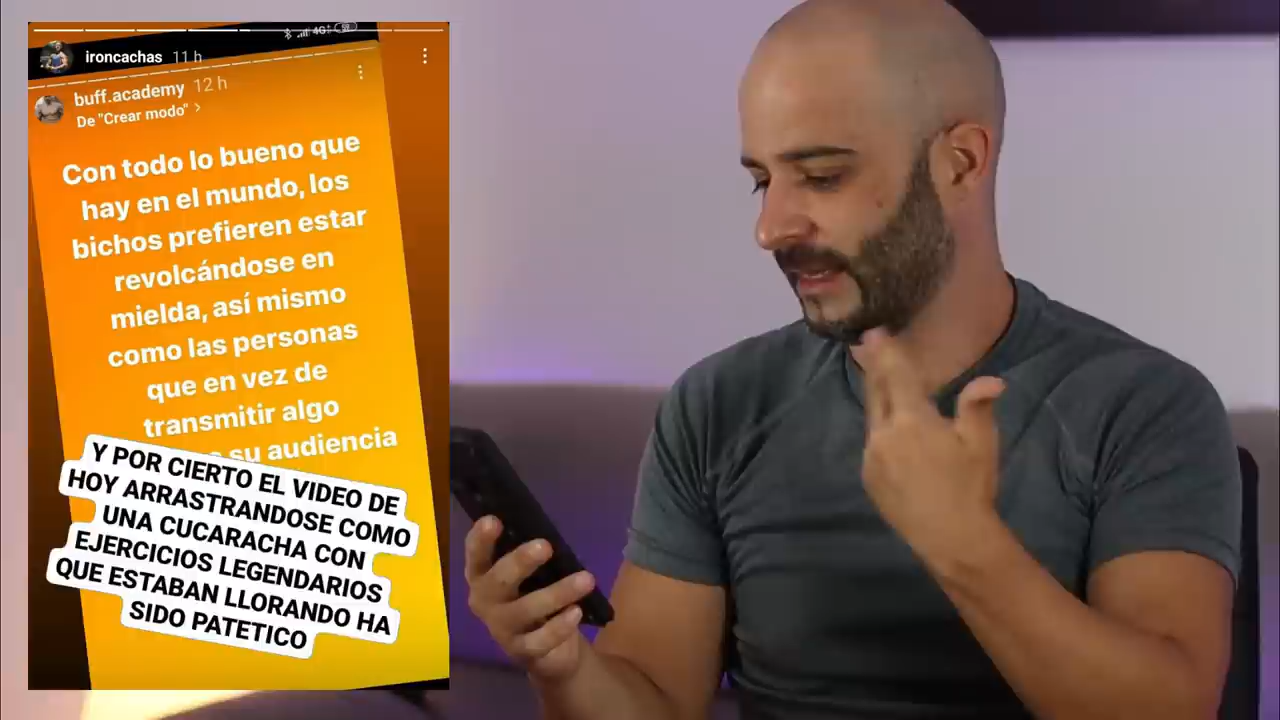 4G
ironcachas 11 h
buff.academy 12 h
De "Crear modo" >
Con todo lo bueno que
hay en el mundo, los
bichos prefieren estar
revolcándose en
mielda, así mismo
como las personas
que en vez de
transmitir algo
su audiencia
Y POR CIERTO EL VIDEO DE
HOY ARRASTRANDOSE COMO
UNA CUCARACHA CON
EJERCICIOS LEGENDARIOS
QUE ESTABAN LLORANDO HA
SIDO PATETICO